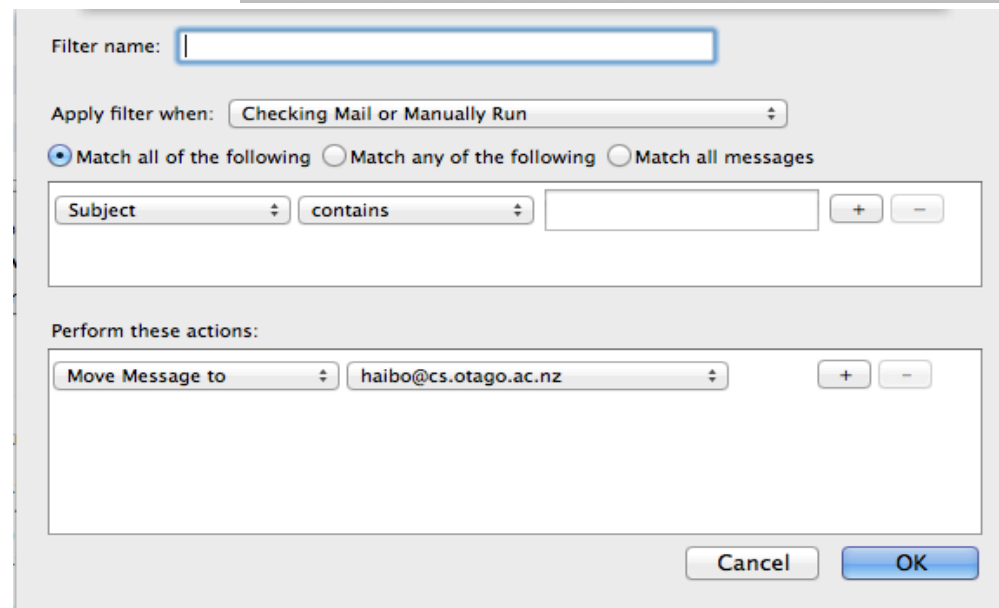 Filter name:
Apply filter when: Checking Mail or Manually Run
Match all of the following Match any of the following Match all messages
Subject contains + −
Perform these actions:
Move Message to haibo@cs.otago.ac.nz + −
Cancel OK